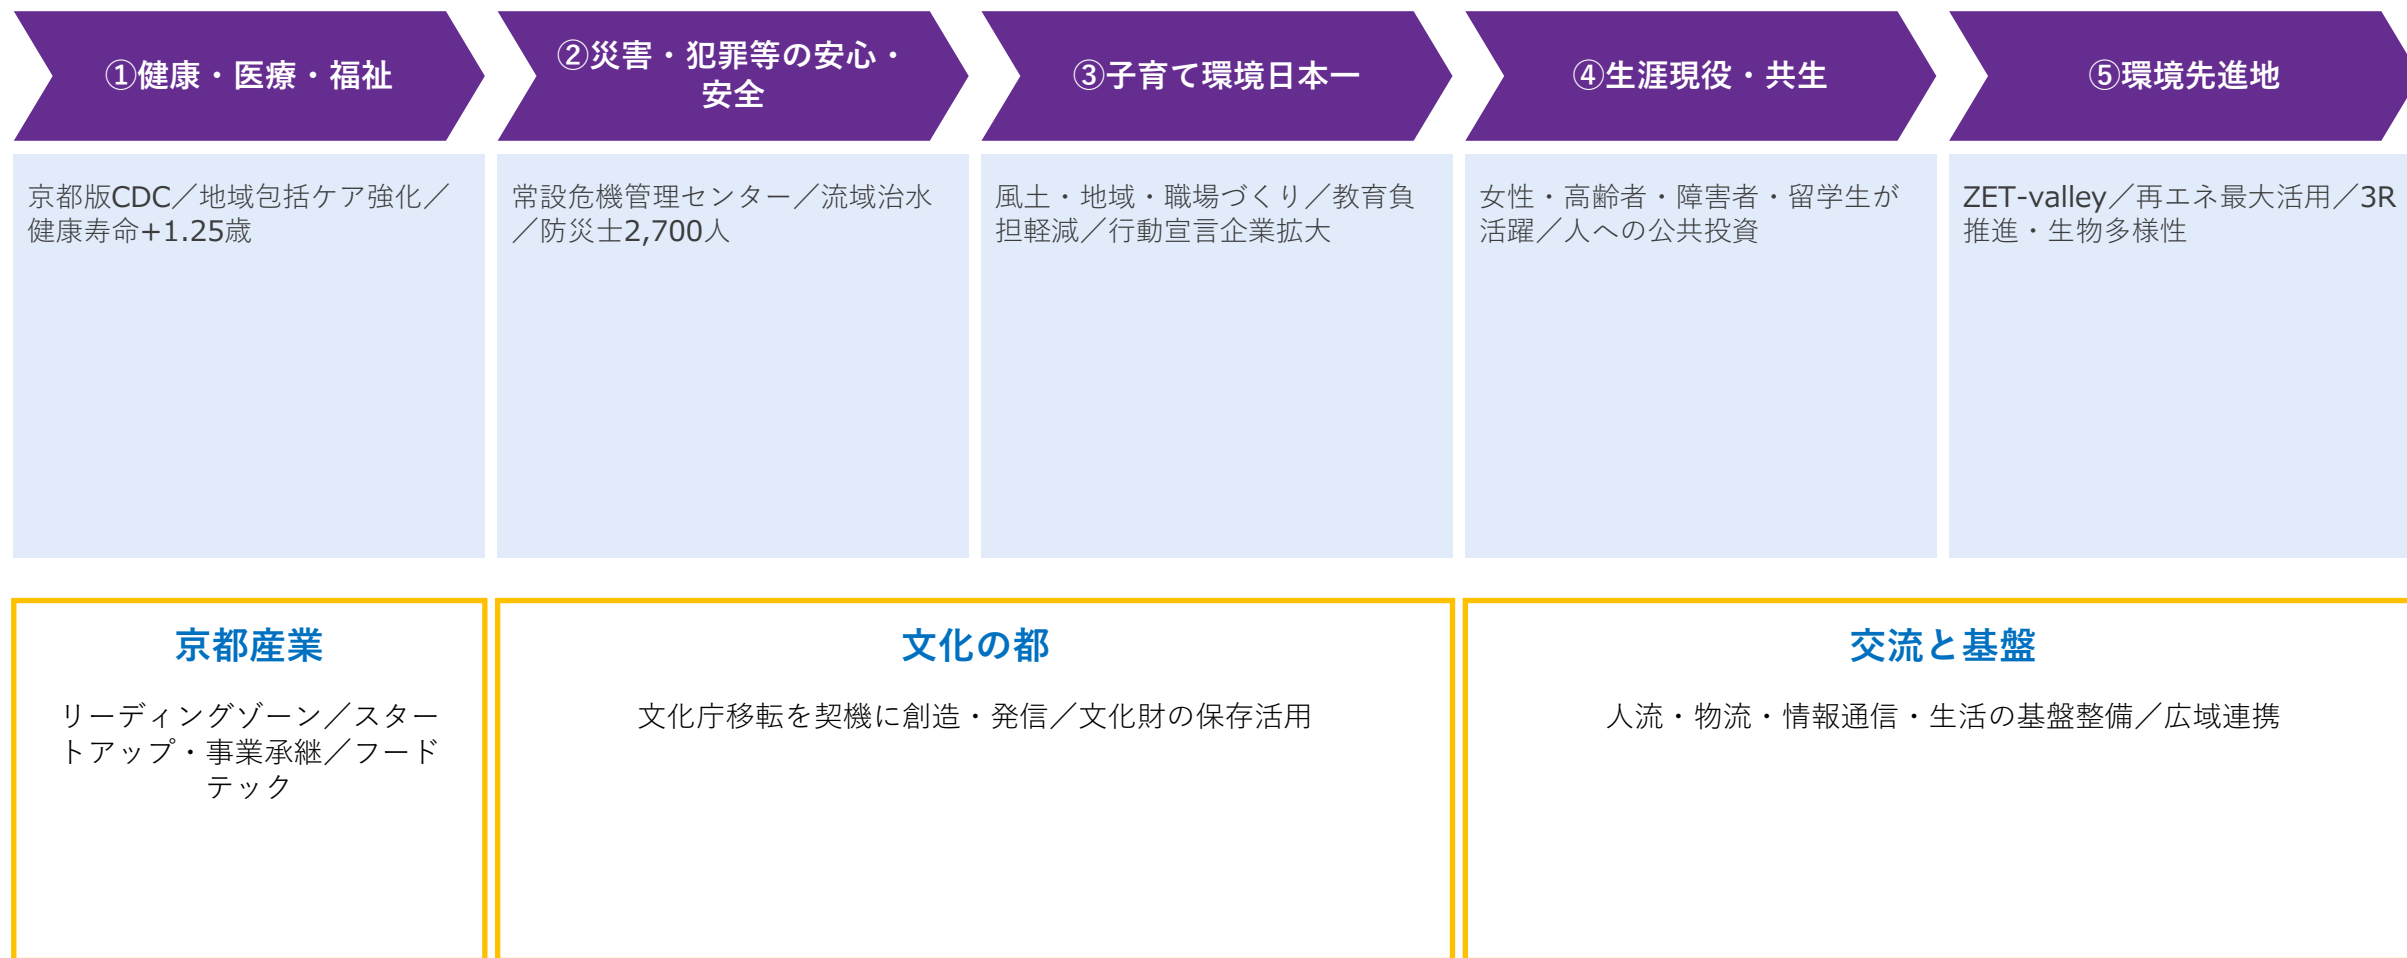 ①健康・医療・福祉
②災害・犯罪等の安心・
安全
③子育て環境日本一
④生涯現役・共生
⑤環境先進地
京都版CDC／地域包括ケア強化／
健康寿命+1.25歳
常設危機管理センター／流域治水
／防災士2,700人
風土・地域・職場づくり／教育負
担軽減／行動宣言企業拡大
女性・高齢者・障害者・留学生が
活躍／人への公共投資
ZET-valley／再エネ最大活用／3R
推進・生物多様性
京都産業
リーディングゾーン／スター
トアップ・事業承継／フード
テック
文化の都
文化庁移転を契機に創造・発信／文化財の保存活用
交流と基盤
人流・物流・情報通信・生活の基盤整備／広域連携